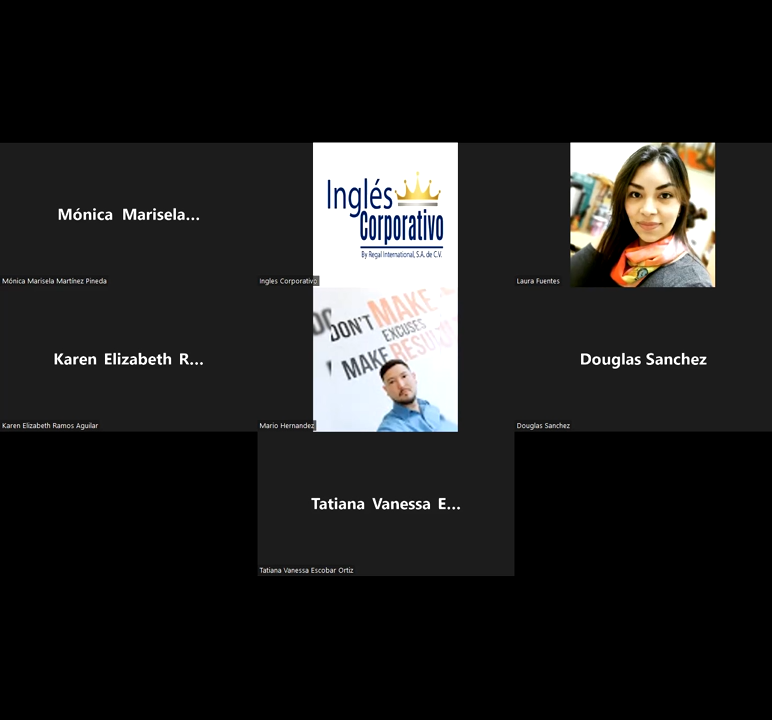 Mónica Marisela...
Mónica Marisela Martínez Pineda
Inglés
Corporativo
By Regal International, S.A. de C.V.
Ingles Corporativo
Laura Fuentes
Karen Elizabeth R...
Karen Elizabeth Ramos Aguilar
DON'T MAKE
EXCUSES
MAKE RESULTS
Mario Hernandez
Douglas Sanchez
Douglas Sanchez
Tatiana Vanessa E...
Tatiana Vanessa Escobar Ortiz